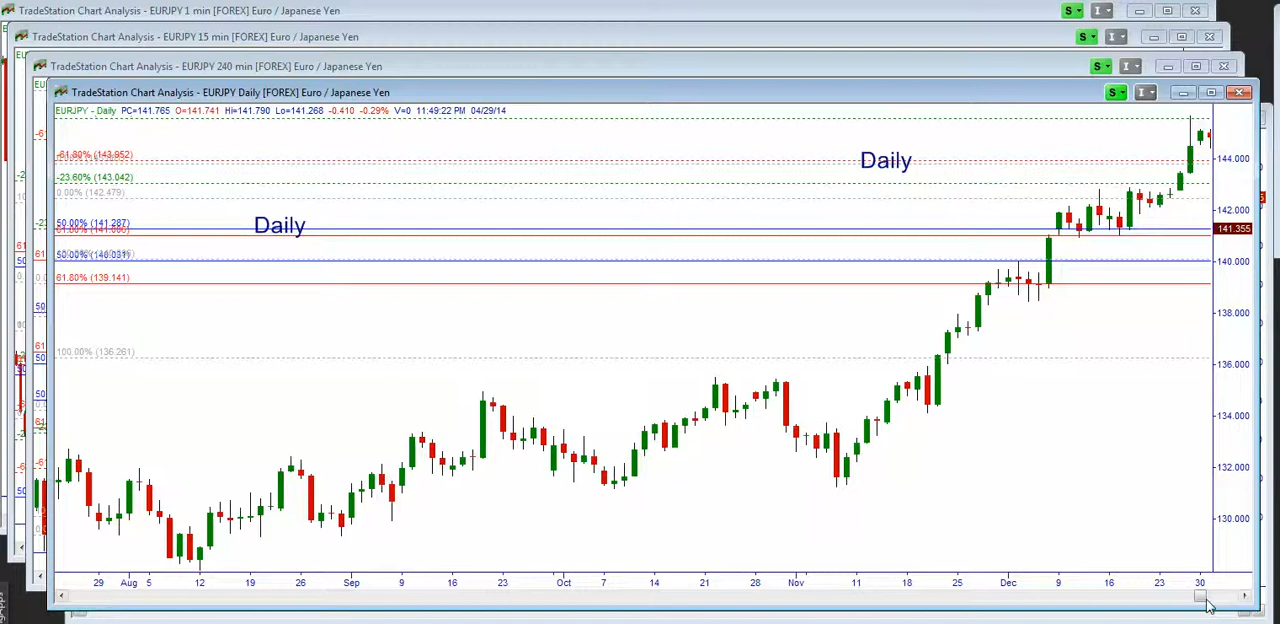 TradeStation Chart Analysis - EURJPY 1 min [FOREX] Euro / Japanese Yen
TradeStation Chart Analysis - EURJPY 15 min [FOREX] Euro / Japanese Yen
TradeStation Chart Analysis - EURJPY 240 min [FOREX] Euro / Japanese Yen
TradeStation Chart Analysis - EURJPY Daily [FOREX] Euro / Japanese Yen
EURJPY - Daily PC=141.765 O=141.741 Hi=141.790 Lo=141.268 -0.410 -0.29% V=0 11:49:22 PM 04/29/14
-61.80% (143.952)
Daily
144.000
-23.60% (143.042)
0.00% (142.479)
142.000
50.00% (141.287)
Daily
141.355
50.00% (140.031)
140.000
61.80% (139.141)
138.000
100.00% (136.261)
136.000
134.000
132.000
130.000
29 Aug 5 12 19 26 Sep 9 16 23 Oct 7 14 21 28 Nov 11 18 25 Dec 9 16 23 30